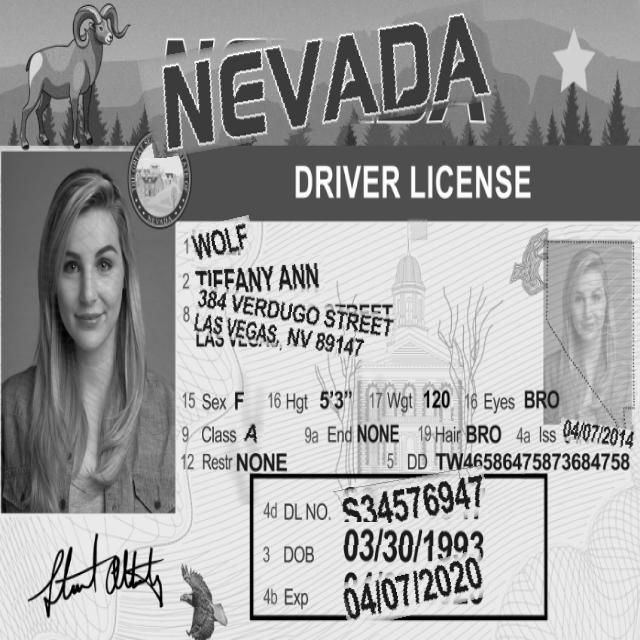 NEVADA
DRIVER LICENSE
1 WOLF
2 TIFFANY ANN
8 384 VERDUGO STREET
LAS VEGAS, NV 89147
15 Sex F 16 Hgt 5'3" 17 Wgt 120 16 Eyes BRO
9 Class A 9a End NONE 19 Hair BRO 4a Iss 04/07/2014
12 Restr NONE 5 DD TW46586475873684758
4d DL NO. S34576947
3 DOB 03/30/1993
4b Exp 04/07/2020